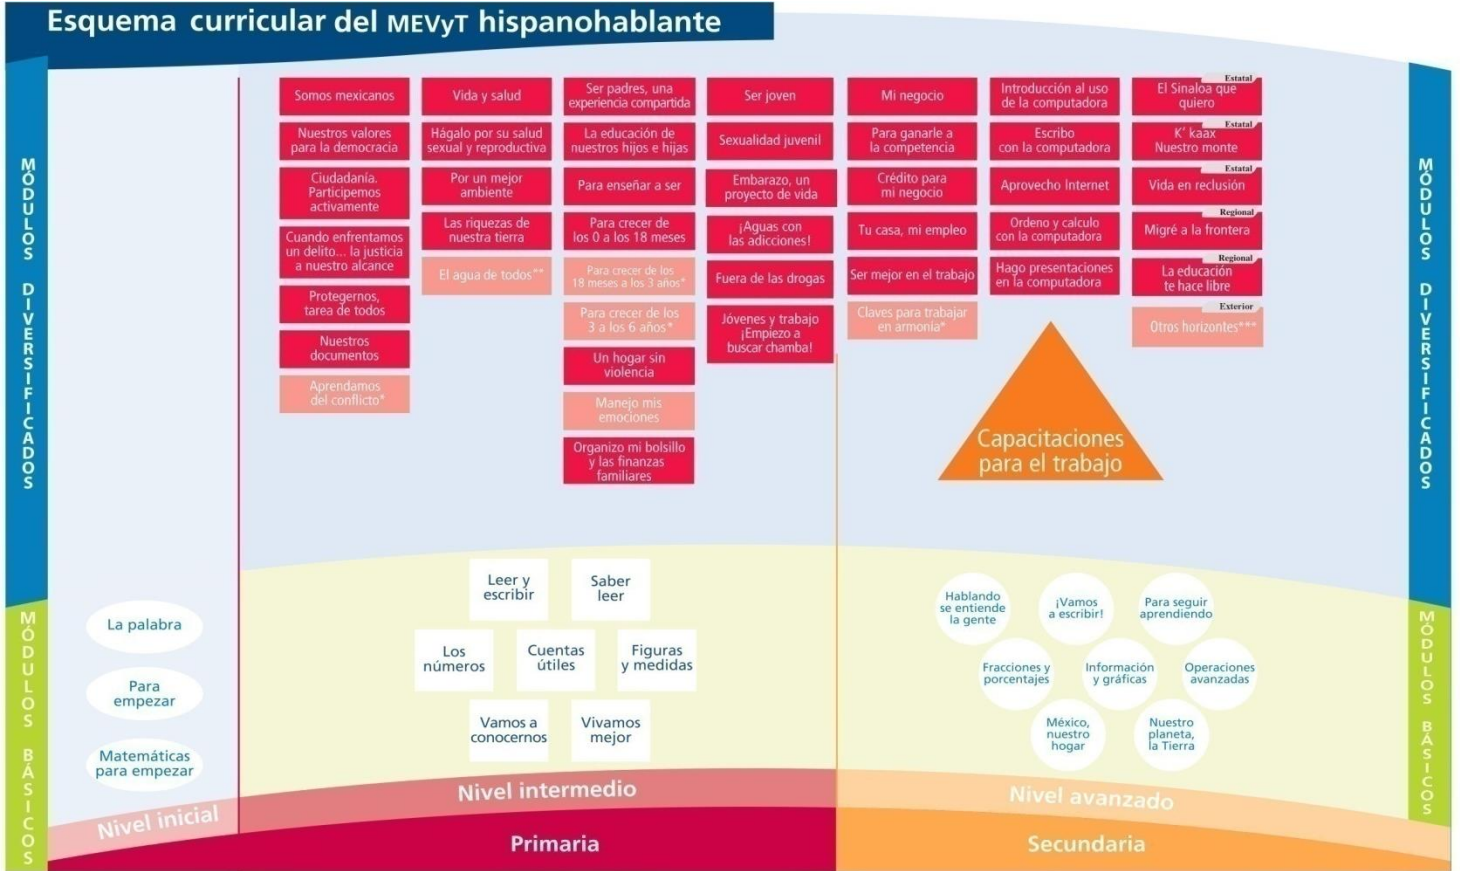 Esquema curricular del MEVyT hispanohablante
MÓDULOS DIVERSIFICADOS
MÓDULOS BÁSICOS
Somos mexicanos
Nuestros valores
para la democracia
Ciudadanía.
Participemos
activamente
Cuando enfrentamos
un delito... la justicia
a nuestro alcance
Protegernos,
tarea de todos
Nuestros
documentos
Aprendamos
del conflicto*
Vida y salud
Hágalo por su salud
sexual y reproductiva
Por un mejor
ambiente
Las riquezas de
nuestra tierra
El agua de todos**
Ser padres, una
experiencia compartida
La educación de
nuestros hijos e hijas
Para enseñar a ser
Para crecer de
los 0 a los 18 meses
Para crecer de los
18 meses a los 3 años*
Para crecer de los
3 a los 6 años*
Un hogar sin
violencia
Manejo mis
emociones
Organizo mi bolsillo
y las finanzas
familiares
Ser joven
Sexualidad juvenil
Embarazo, un
proyecto de vida
¡Aguas con
las adicciones!
Fuera de las drogas
Jóvenes y trabajo
¡Empiezo a
buscar chamba!
Mi negocio
Para ganarle a
la competencia
Crédito para
mi negocio
Tu casa, mi empleo
Ser mejor en el trabajo
Claves para trabajar
en armonía*
Introducción al uso
de la computadora
Escribo
con la computadora
Aprovecho Internet
Ordeno y calculo
con la computadora
Hago presentaciones
en la computadora
Estatal
El Sinaloa que
quiero
Estatal
K' kaax
Nuestro monte
Estatal
Vida en reclusión
Regional
Migré a la frontera
Regional
La educación
te hace libre
Exterior
Otros horizontes***
Capacitaciones
para el trabajo
La palabra
Para
empezar
Matemáticas
para empezar
Leer y
escribir
Saber
leer
Los
números
Cuentas
útiles
Figuras
y medidas
Vamos a
conocernos
Vivamos
mejor
Hablando
se entiende
la gente
¡Vamos
a escribir!
Para seguir
aprendiendo
Fracciones y
porcentajes
Información
y gráficas
Operaciones
avanzadas
México,
nuestro
hogar
Nuestro
planeta,
la Tierra
Nivel inicial
Nivel intermedio
Nivel avanzado
Primaria
Secundaria
MÓDULOS DIVERSIFICADOS
MÓDULOS BÁSICOS